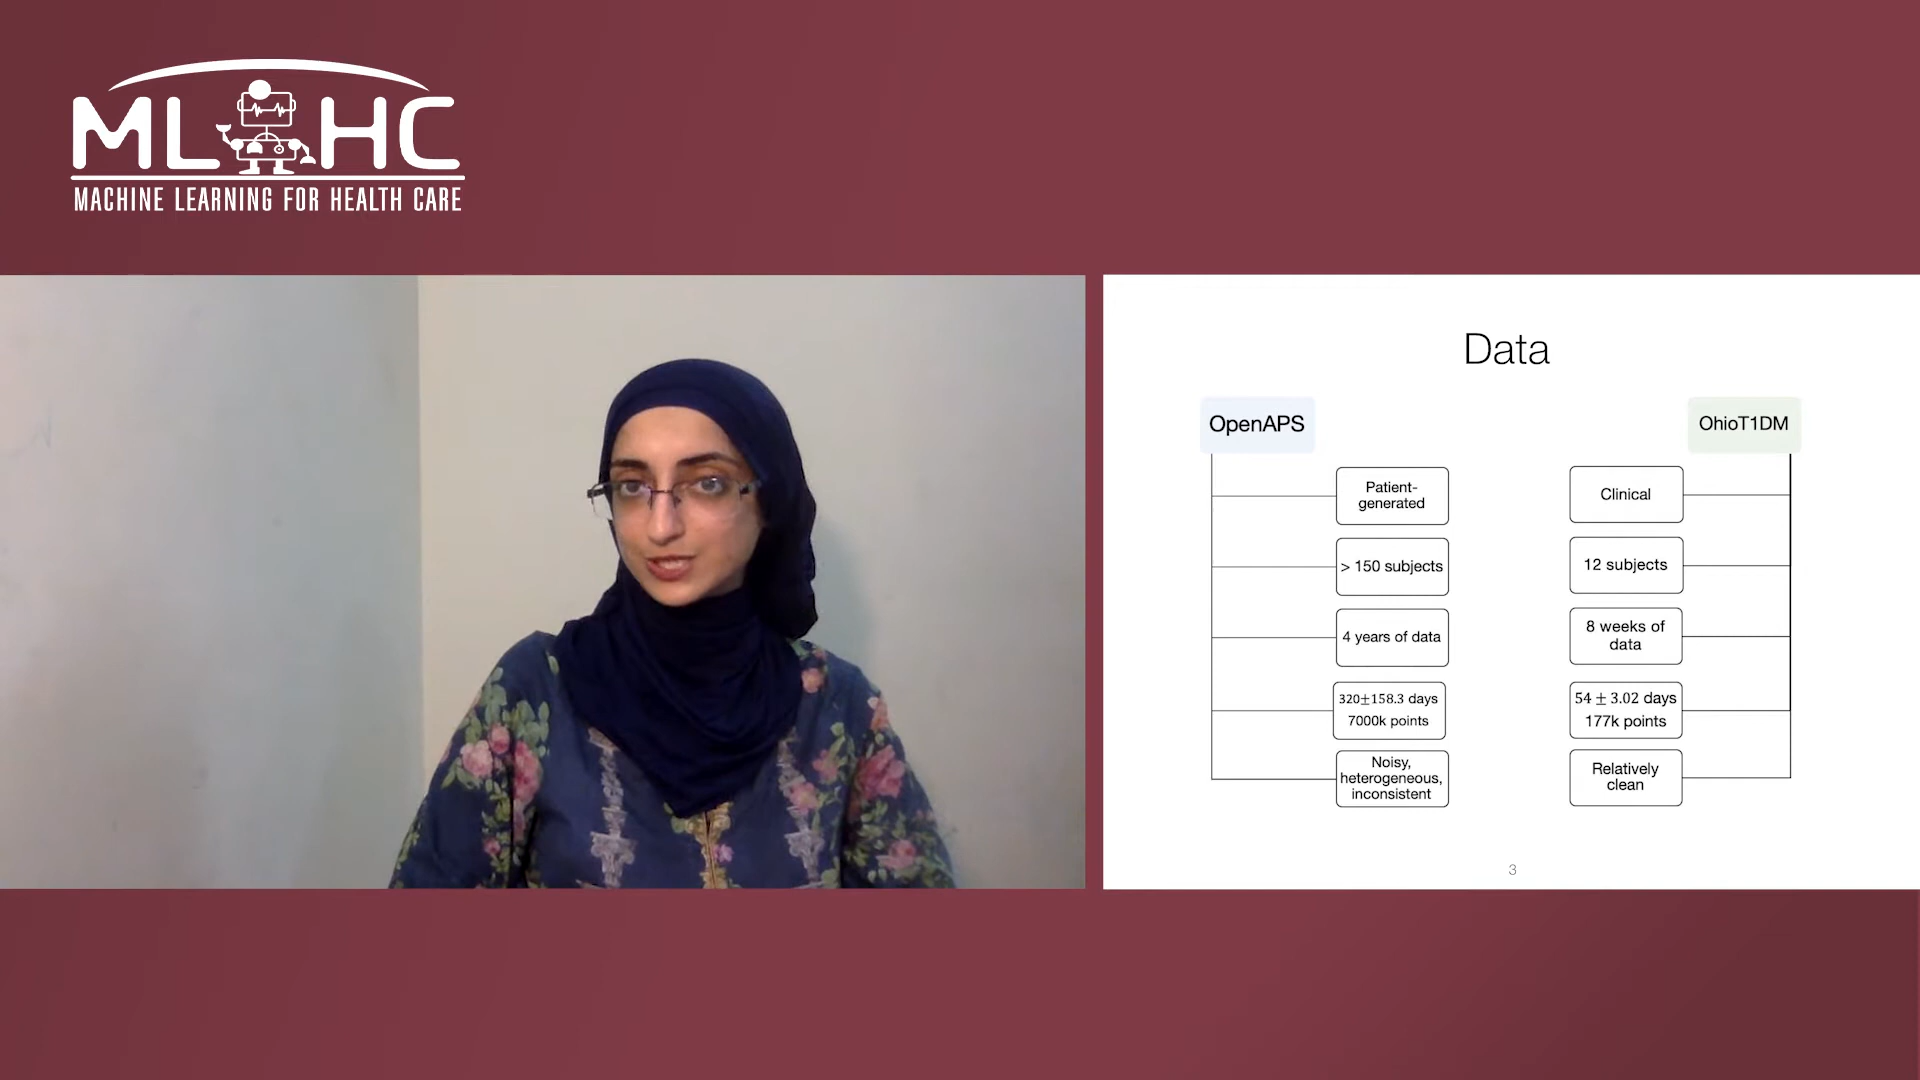 ML HC
MACHINE LEARNING FOR HEALTH CARE
Data
OpenAPS
Patient-
generated
> 150 subjects
4 years of data
320±158.3 days
7000k points
Noisy,
heterogeneous,
inconsistent
OhioT1DM
Clinical
12 subjects
8 weeks of
data
54 ± 3.02 days
177k points
Relatively
clean
3